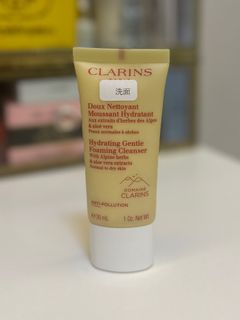 CLARINS
洗面
Doux Nettoyant
Moussant Hydratant
Aux extraits d'herbes des Alpes
& aloe vera
Peaux normales à sèches
Hydrating Gentle
Foaming Cleanser
With Alpine herbs
& aloe vera extracts
Normal to dry skin
DOMAINE
CLARINS
ANTI-POLLUTION
1 Oz. Net Wt.